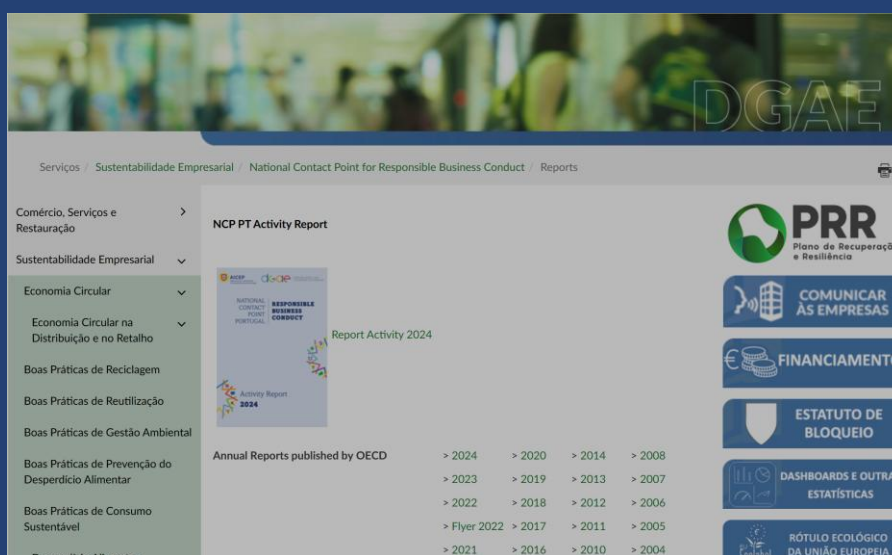 DGAE
Serviços / Sustentabilidade Empresarial / National Contact Point for Responsible Business Conduct / Reports
Comércio, Serviços e
Restauração
Sustentabilidade Empresarial
Economia Circular
Economia Circular na
Distribuição e no Retalho
Boas Práticas de Reciclagem
Boas Práticas de Reutilização
Boas Práticas de Gestão Ambiental
Boas Práticas de Prevenção do
Desperdício Alimentar
Boas Práticas de Consumo
Sustentável
NCP PT Activity Report
AICEP dgae
NATIONAL
CONTACT
POINT
PORTUGAL
RESPONSIBLE
BUSINESS
CONDUCT
Activity Report
2024
Report Activity 2024
Annual Reports published by OECD
> 2024 > 2020 > 2014 > 2008
> 2023 > 2019 > 2013 > 2007
> 2022 > 2018 > 2012 > 2006
> Flyer 2022 > 2017 > 2011 > 2005
> 2021 > 2016 > 2010 > 2004
PRR
Plano de Recuperaçã
e Resiliência
COMUNICAR
ÀS EMPRESAS
FINANCIAMENTO
ESTATUTO DE
BLOQUEIO
DASHBOARDS E OUTRA
ESTATÍSTICAS
RÓTULO ECOLÓGICO
DA UNIÃO EUROPEIA